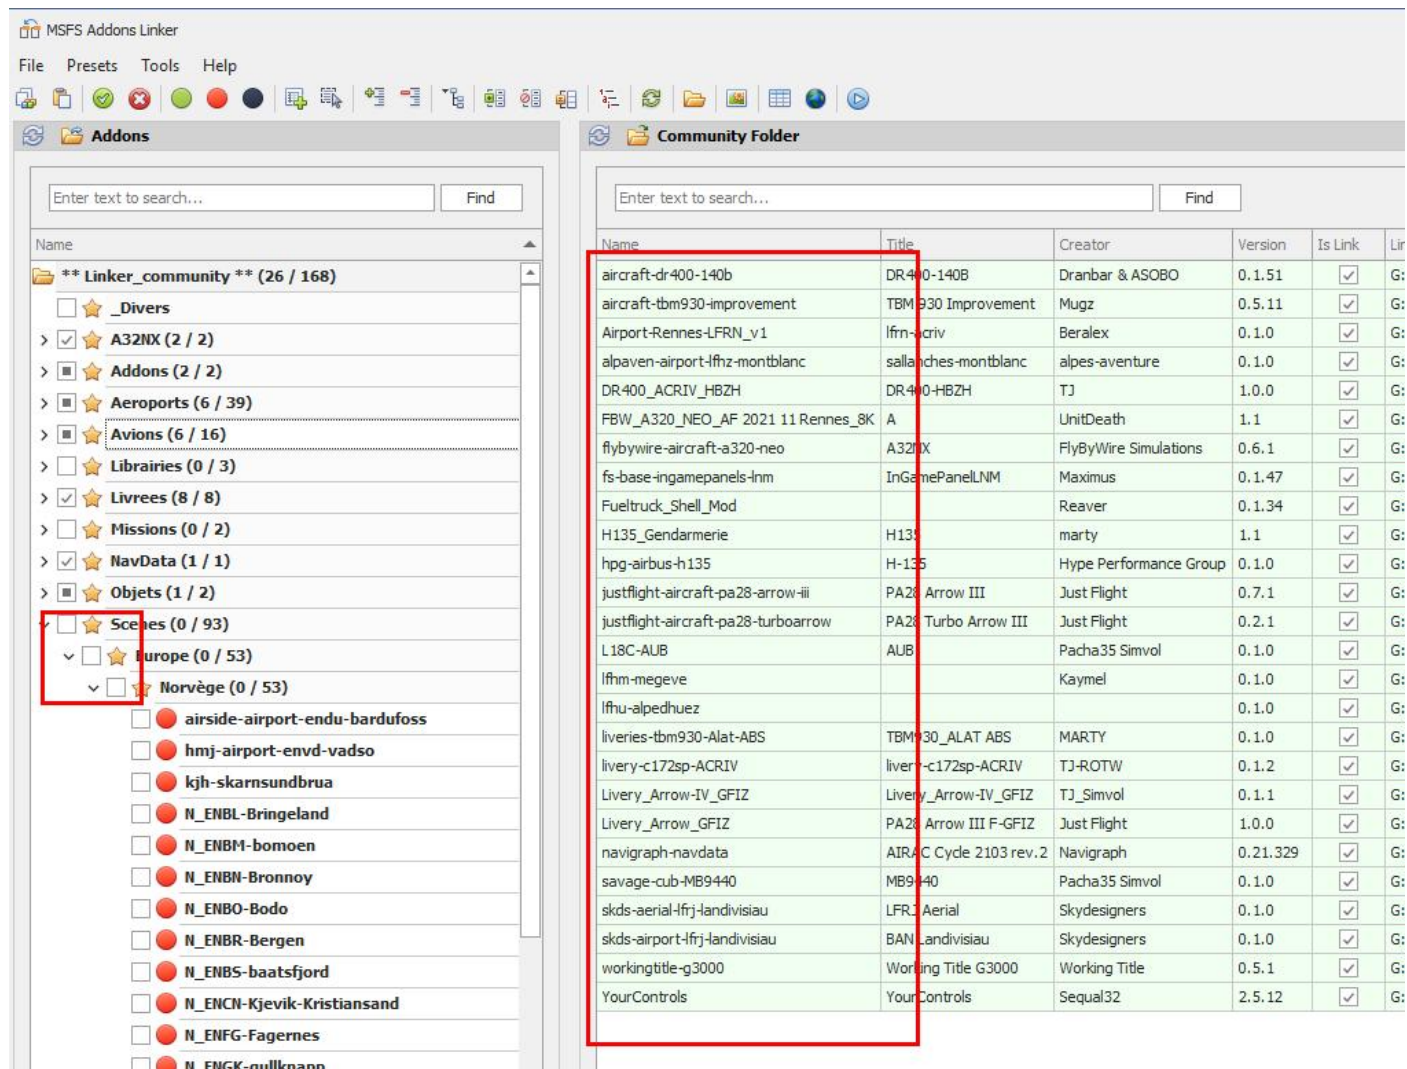 MSFS Addons Linker
File Presets Tools Help
Addons
Enter text to search... Find
Name
** Linker_community ** (26 / 168)
_Divers
A32NX (2 / 2)
Addons (2 / 2)
Aeroports (6 / 39)
Avions (6 / 16)
Librairies (0 / 3)
Livrees (8 / 8)
Missions (0 / 2)
NavData (1 / 1)
Objets (1 / 2)
Scenes (0 / 93)
Europe (0 / 53)
Norvège (0 / 53)
airside-airport-endu-bardufoss
hmj-airport-envd-vadso
kjh-skarnsundbrua
N_ENBL-Bringeland
N_ENBM-bomoen
N_ENBN-Bronnoy
N_ENBO-Bodo
N_ENBR-Bergen
N_ENBS-baatsfjord
N_ENCN-Kjevik-Kristiansand
N_ENFG-Fagernes
N_ENGK-gullknapp
Community Folder
Enter text to search... Find
Name Title Creator Version Is Link Lin
aircraft-dr400-140b DR400-140B Dranbar & ASOBO 0.1.51 G:
aircraft-tbm930-improvement TBM 930 Improvement Mugz 0.5.11 G:
Airport-Rennes-LFRN_v1 lfrn-acriv Beralex 0.1.0 G:
alpaven-airport-lfhz-montblanc sallanches-montblanc alpes-aventure 0.1.0 G:
DR400_ACRIV_HBZH DR400-HBZH TJ 1.0.0 G:
FBW_A320_NEO_AF 2021 11 Rennes_8K A UnitDeath 1.1 G:
flybywire-aircraft-a320-neo A32NX FlyByWire Simulations 0.6.1 G:
fs-base-ingamepanels-lnm InGamePanelLNM Maximus 0.1.47 G:
Fueltruck_Shell_Mod Reaver 0.1.34 G:
H135_Gendarmerie H135 marty 1.1 G:
hpg-airbus-h135 H-135 Hype Performance Group 0.1.0 G:
justflight-aircraft-pa28-arrow-iii PA28 Arrow III Just Flight 0.7.1 G:
justflight-aircraft-pa28-turboarrow PA28 Turbo Arrow III Just Flight 0.2.1 G:
L18C-AUB AUB Pacha35 Simvol 0.1.0 G:
lfhm-megeve Kaymel 0.1.0 G:
lfhu-alpedhuez 0.1.0 G:
liveries-tbm930-Alat-ABS TBM930_ALAT ABS MARTY 0.1.0 G:
livery-c172sp-ACRIV livery-c172sp-ACRIV TJ-ROTW 0.1.2 G:
Livery_Arrow-IV_GFIZ Livery_Arrow-IV_GFIZ TJ_Simvol 0.1.1 G:
Livery_Arrow_GFIZ PA28 Arrow III F-GFIZ Just Flight 1.0.0 G:
navigraph-navdata AIRAC Cycle 2103 rev.2 Navigraph 0.21.329 G:
savage-cub-MB9440 MB9440 Pacha35 Simvol 0.1.0 G:
skds-aerial-lfrj-landivisiau LFRJ Aerial Skydesigners 0.1.0 G:
skds-airport-lfrj-landivisiau BAN Landivisiau Skydesigners 0.1.0 G:
workingtitle-g3000 Working Title G3000 Working Title 0.5.1 G:
YourControls YourControls Sequal32 2.5.12 G: